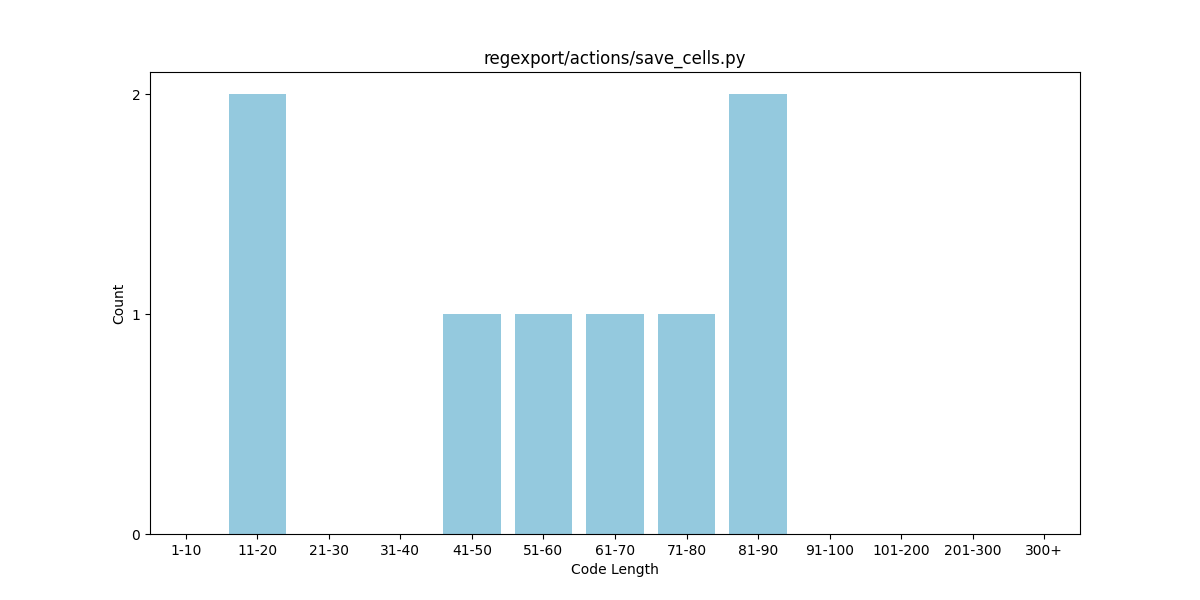 regexport/actions/save_cells.py
Count
2
1
0
1-10 11-20 21-30 31-40 41-50 51-60 61-70 71-80 81-90 91-100 101-200 201-300 300+
Code Length